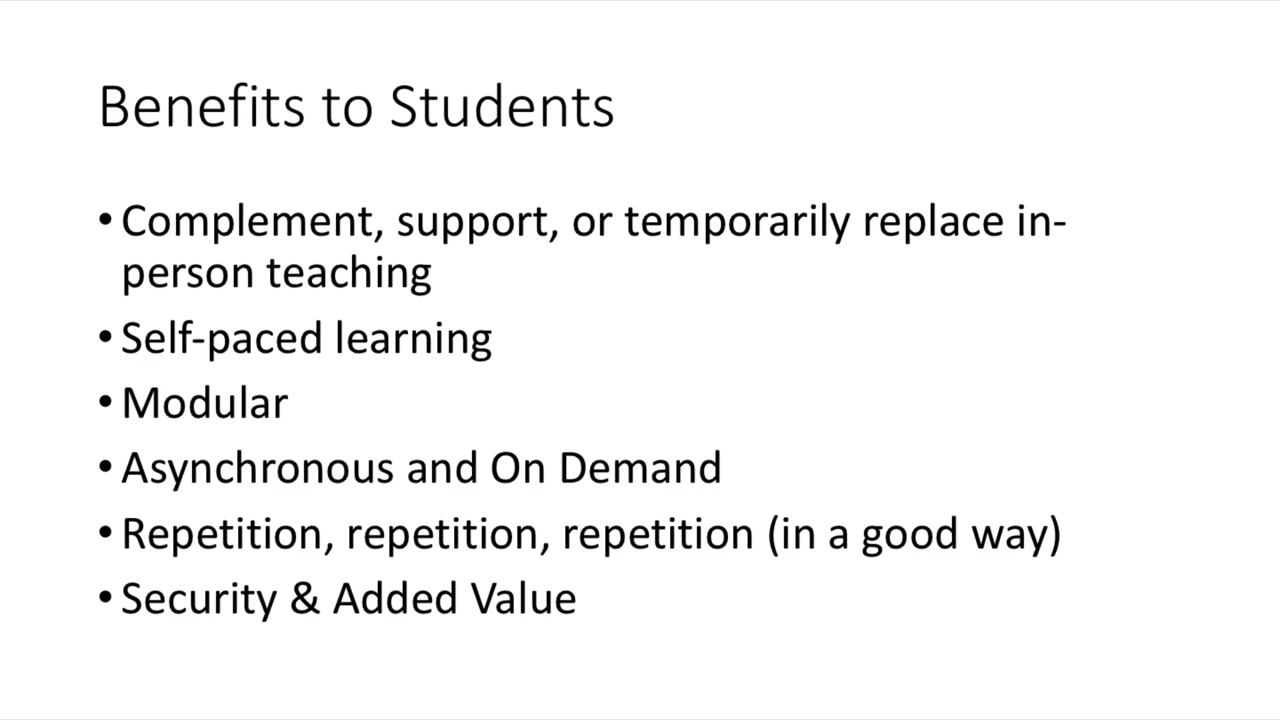 Benefits to Students
• Complement, support, or temporarily replace in-
person teaching
• Self-paced learning
• Modular
• Asynchronous and On Demand
• Repetition, repetition, repetition (in a good way)
• Security & Added Value